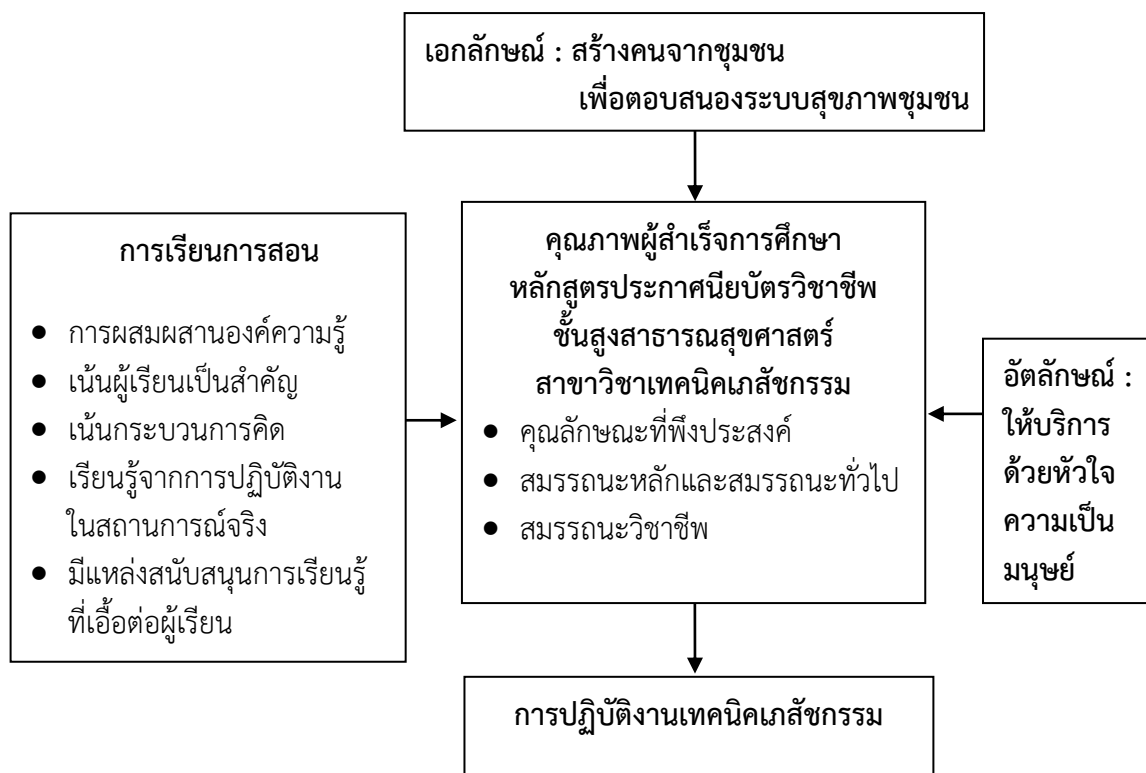 เอกลักษณ์ : สร้างคนจากชุมชน
เพื่อตอบสนองระบบสุขภาพชุมชน
การเรียนการสอน
● การผสมผสานองค์ความรู้
● เน้นผู้เรียนเป็นสำคัญ
● เน้นกระบวนการคิด
● เรียนรู้จากการปฏิบัติงาน
ในสถานการณ์จริง
● มีแหล่งสนับสนุนการเรียนรู้
ที่เอื้อต่อผู้เรียน
คุณภาพผู้สำเร็จการศึกษา
หลักสูตรประกาศนียบัตรวิชาชีพ
ชั้นสูงสาธารณสุขศาสตร์
สาขาวิชาเทคนิคเภสัชกรรม
● คุณลักษณะที่พึงประสงค์
● สมรรถนะหลักและสมรรถนะทั่วไป
● สมรรถนะวิชาชีพ
อัตลักษณ์ :
ให้บริการ
ด้วยหัวใจ
ความเป็น
มนุษย์
การปฏิบัติงานเทคนิคเภสัชกรรม